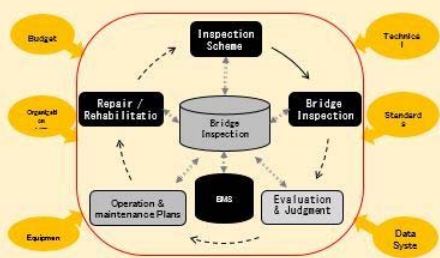 Budget
Inspection
Scheme
Technica
l
Repair /
Rehabilitatio
Bridge
Inspection
Bridge
Inspection
Standard
s
Organizati
on
Operation &
maintenance Plans
BMS
Evaluation
& Judgment
Equipmen
Data
Syste